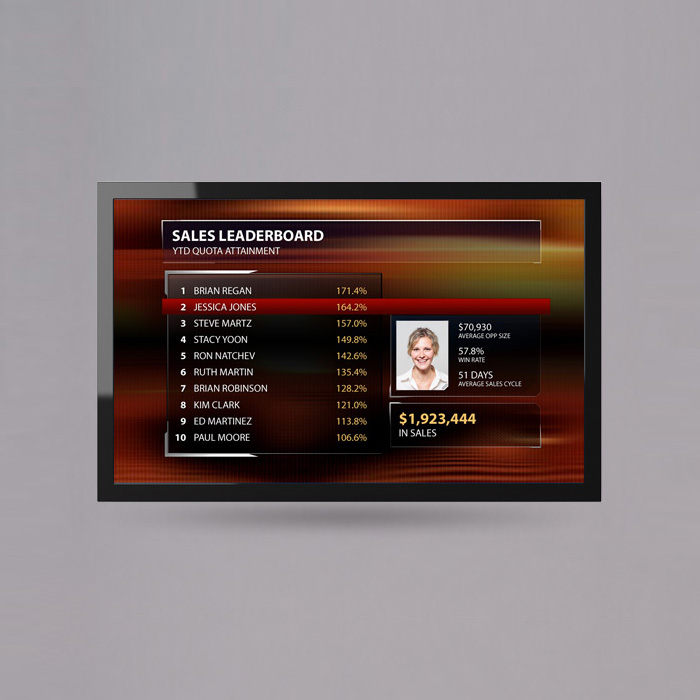 SALES LEADERBOARD
YTD QUOTA ATTAINMENT
1 BRIAN REGAN 171.4%
2 JESSICA JONES 164.2%
3 STEVE MARTZ 157.0%
4 STACY YOON 149.8%
5 RON NATCHEV 142.6%
6 RUTH MARTIN 135.4%
7 BRIAN ROBINSON 128.2%
8 KIM CLARK 121.0%
9 ED MARTINEZ 113.8%
10 PAUL MOORE 106.6%
$70,930
AVERAGE OPP SIZE
57.8%
WIN RATE
51 DAYS
AVERAGE SALES CYCLE
$1,923,444
IN SALES